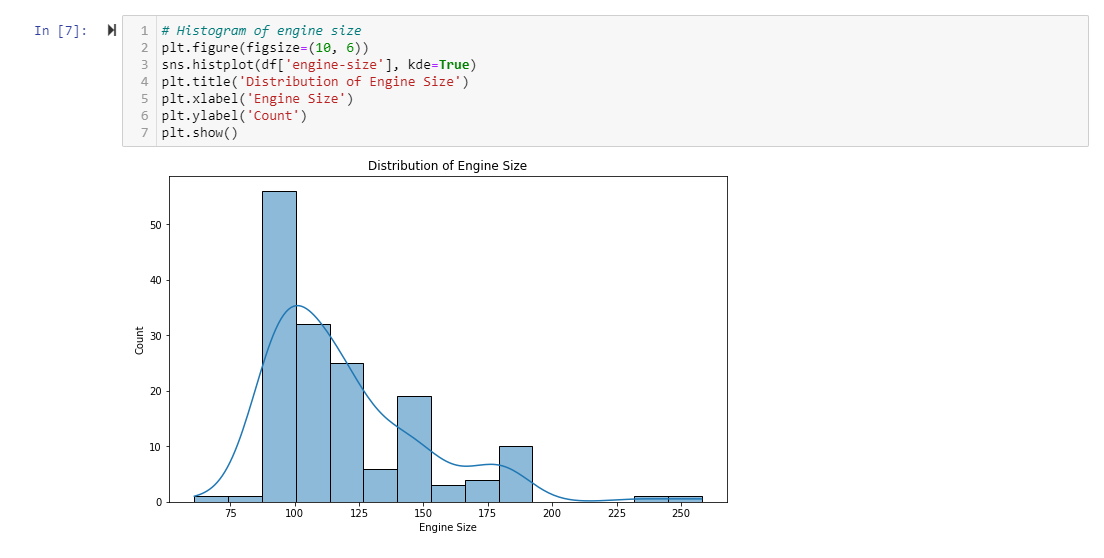 In [7]:
1 # Histogram of engine size
2 plt.figure(figsize=(10, 6))
3 sns.histplot(df['engine-size'], kde=True)
4 plt.title('Distribution of Engine Size')
5 plt.xlabel('Engine Size')
6 plt.ylabel('Count')
7 plt.show()
Distribution of Engine Size
Count
50
40
30
20
10
0
75 100 125 150 175 200 225 250
Engine Size